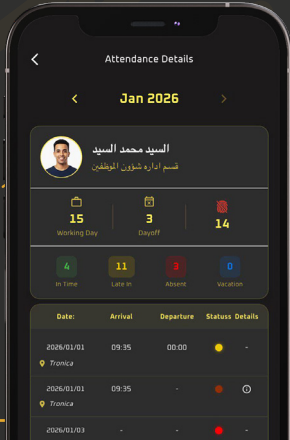 Attendance Details
Jan 2026
السيد محمد السيد
قسم اداره شؤون الموظفين
15
Working Day
3
Dayoff
14
4
In Time
11
Late In
3
Absent
0
Vacation
Date: Arrival Departure Statuss Details
2026/01/01 09:35 00:00 -
Tronica
2026/01/01 09:35 -
Tronica
2026/01/03 - - -